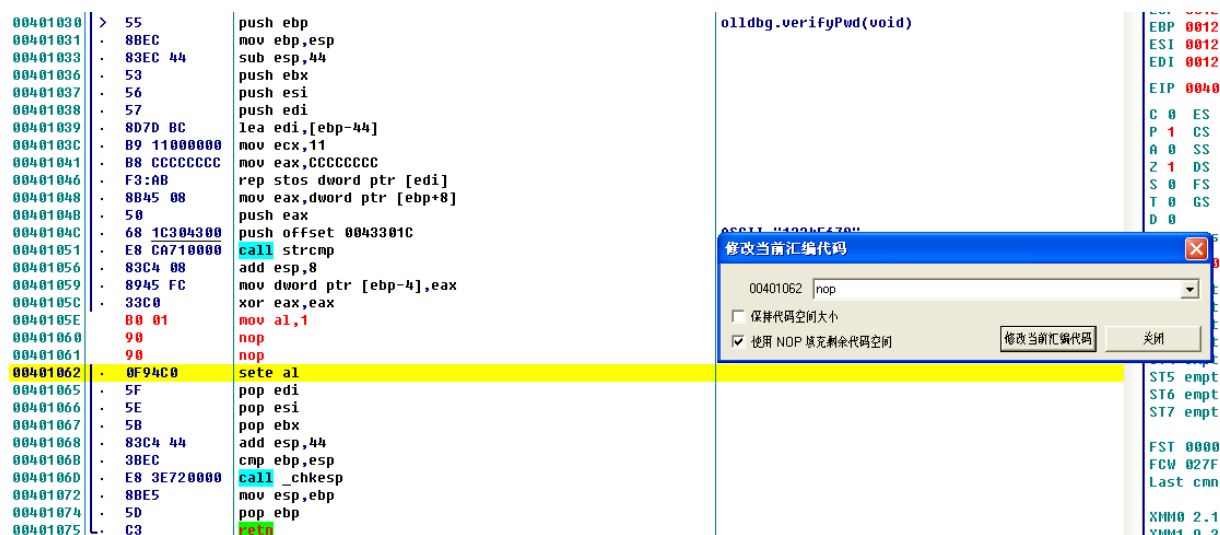 00401030 > 55 push ebp olldbg.verifyPwd(void)
00401031 . 8BEC mov ebp,esp
00401033 . 83EC 44 sub esp,44
00401036 . 53 push ebx
00401037 . 56 push esi
00401038 . 57 push edi
00401039 . 8D7D BC lea edi,[ebp-44]
0040103C . B9 11000000 mov ecx,11
00401041 . B8 CCCCCCCC mov eax,CCCCCCCC
00401046 . F3:AB rep stos dword ptr [edi]
00401048 . 8B45 08 mov eax,dword ptr [ebp+8]
0040104B . 50 push eax
0040104C . 68 1C304300 push offset 0043301C ASCII "12345678"
00401051 . E8 CA710000 call strcmp
00401056 . 83C4 08 add esp,8
00401059 . 8945 FC mov dword ptr [ebp-4],eax
0040105C . 33C0 xor eax,eax
0040105E B0 01 mov al,1
00401060 90 nop
00401061 90 nop
00401062 . 0F94C0 sete al
00401065 . 5F pop edi
00401066 . 5E pop esi
00401067 . 5B pop ebx
00401068 . 83C4 44 add esp,44
0040106B . 3BEC cmp ebp,esp
0040106D . E8 3E720000 call _chkesp
00401072 . 8BE5 mov esp,ebp
00401074 . 5D pop ebp
00401075 . C3 retn
修改当前汇编代码
00401062 nop
保持代码空间大小
使用 NOP 填充剩余代码空间
修改当前汇编代码
关闭
EBP 0012
ESI 0012
EDI 0012
EIP 0040
C 0 ES
P 1 CS
A 0 SS
Z 1 DS
S 0 FS
T 0 GS
D 0
ST5 empt
ST6 empt
ST7 empt
FST 0000
FCW 027F
Last cmn
XMM0 2.1